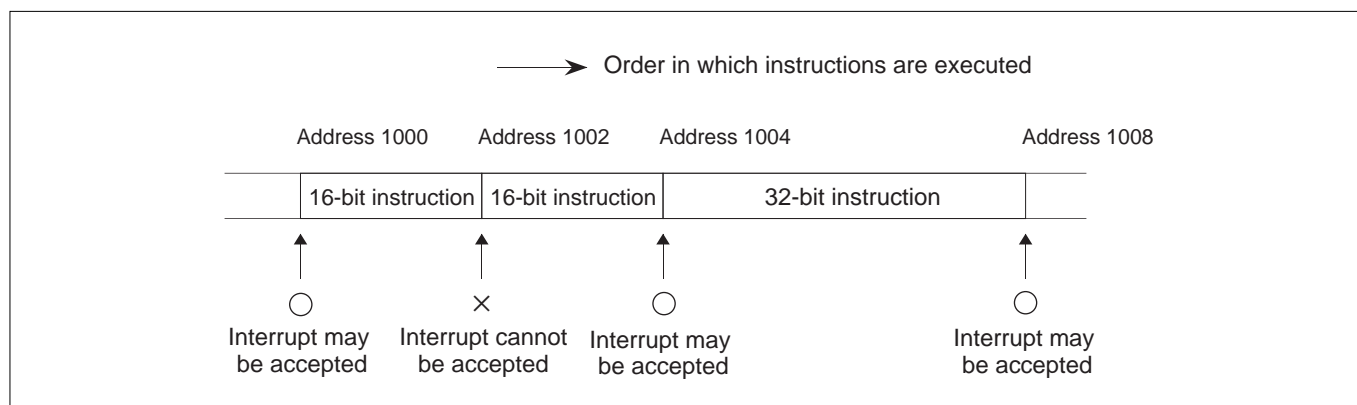 Order in which instructions are executed
Address 1000 Address 1002 Address 1004 Address 1008
16-bit instruction 16-bit instruction 32-bit instruction
Interrupt may
be accepted
Interrupt cannot
be accepted
Interrupt may
be accepted
Interrupt may
be accepted